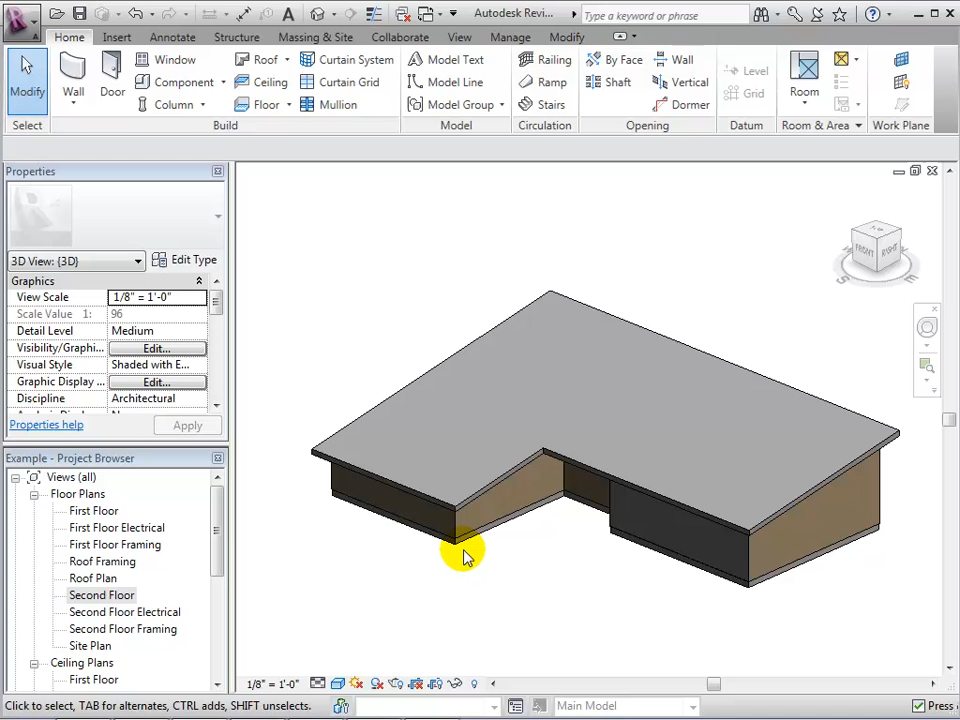 Autodesk Revi...
Type a keyword or phrase
Home Insert Annotate Structure Massing & Site Collaborate View Manage Modify
Modify
Wall
Door
Window
Component
Column
Roof
Ceiling
Floor
Curtain System
Curtain Grid
Mullion
Model Text
Model Line
Model Group
Railing
Ramp
Stairs
By Face
Shaft
Wall
Vertical
Dormer
Level
Grid
Room
Select Build Model Circulation Opening Datum Room & Area Work Plane
Properties
3D View: {3D} Edit Type
Graphics
View Scale 1/8" = 1'-0"
Scale Value 1: 96
Detail Level Medium
Visibility/Graphi... Edit...
Visual Style Shaded with E...
Graphic Display ... Edit...
Discipline Architectural
Properties help Apply
Example - Project Browser
Views (all)
Floor Plans
First Floor
First Floor Electrical
First Floor Framing
Roof Framing
Roof Plan
Second Floor
Second Floor Electrical
Second Floor Framing
Site Plan
Ceiling Plans
First Floor
FRONT RIGHT
S E
1/8" = 1'-0"
Click to select, TAB for alternates, CTRL adds, SHIFT unselects. Main Model Press